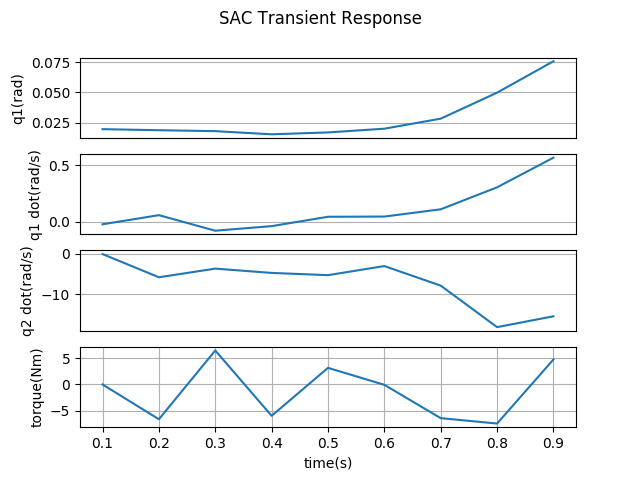 SAC Transient Response
q1(rad)
0.075
0.050
0.025
q1 dot(rad/s)
0.5
0.0
q2 dot(rad/s)
0
−10
torque(Nm)
5
0
−5
0.1 0.2 0.3 0.4 0.5 0.6 0.7 0.8 0.9
time(s)